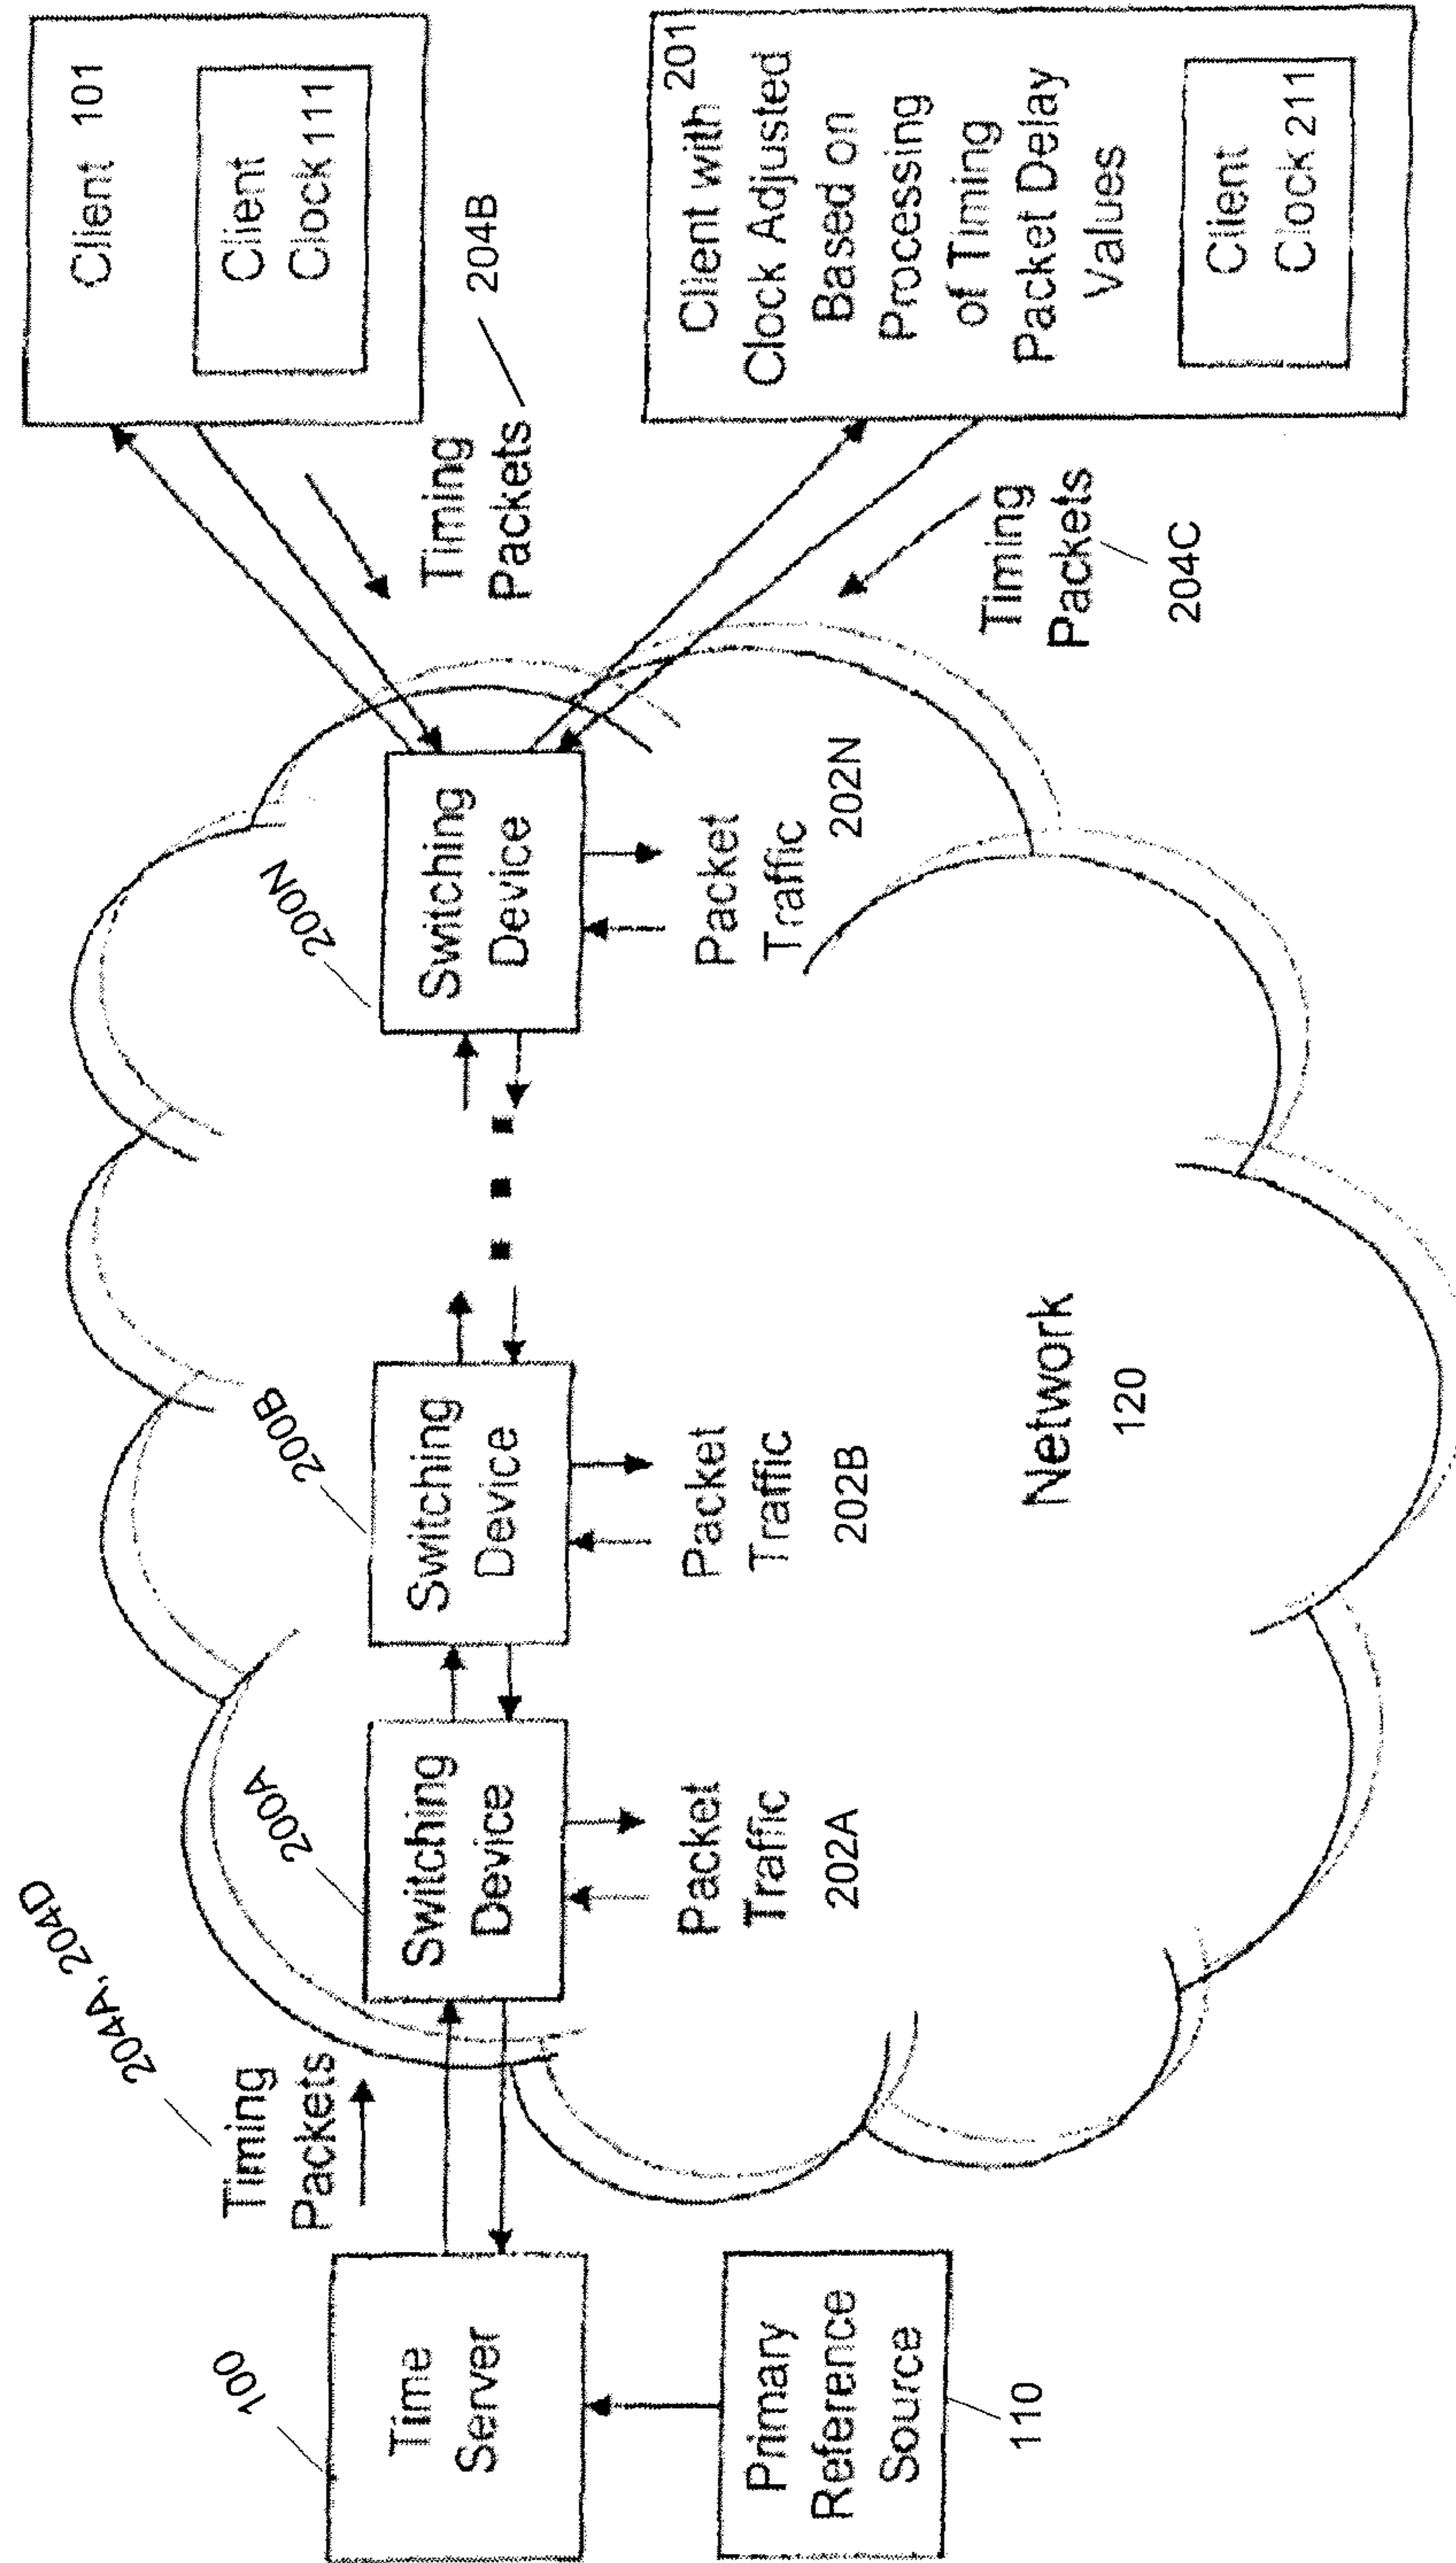 100
Time
Server
Primary
Reference
Source
110
204A, 204D
Timing
Packets
200A
Switching
Device
Packet
Traffic
202A
200B
Switching
Device
Packet
Traffic
202B
Network
120
200N
Switching
Device
Packet
Traffic
202N
Timing
Packets
204B
Timing
Packets
204C
Client 101
Client
Clock 111
Client with 201
Clock Adjusted
Based on
Processing
of Timing
Packet Delay
Values
Client
Clock 211